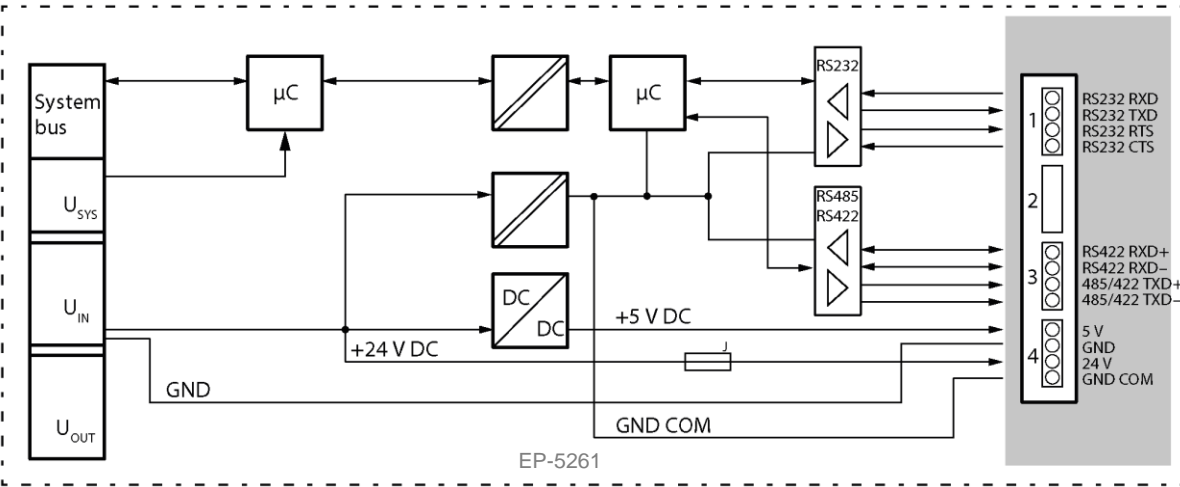 System
bus
U SYS
U IN
U OUT
µC
µC
RS232
RS485
RS422
DC
DC
+5 V DC
+24 V DC
J
GND
GND COM
1
2
3
4
RS232 RXD
RS232 TXD
RS232 RTS
RS232 CTS
RS422 RXD+
RS422 RXD–
485/422 TXD+
485/422 TXD–
5 V
GND
24 V
GND COM
EP-5261